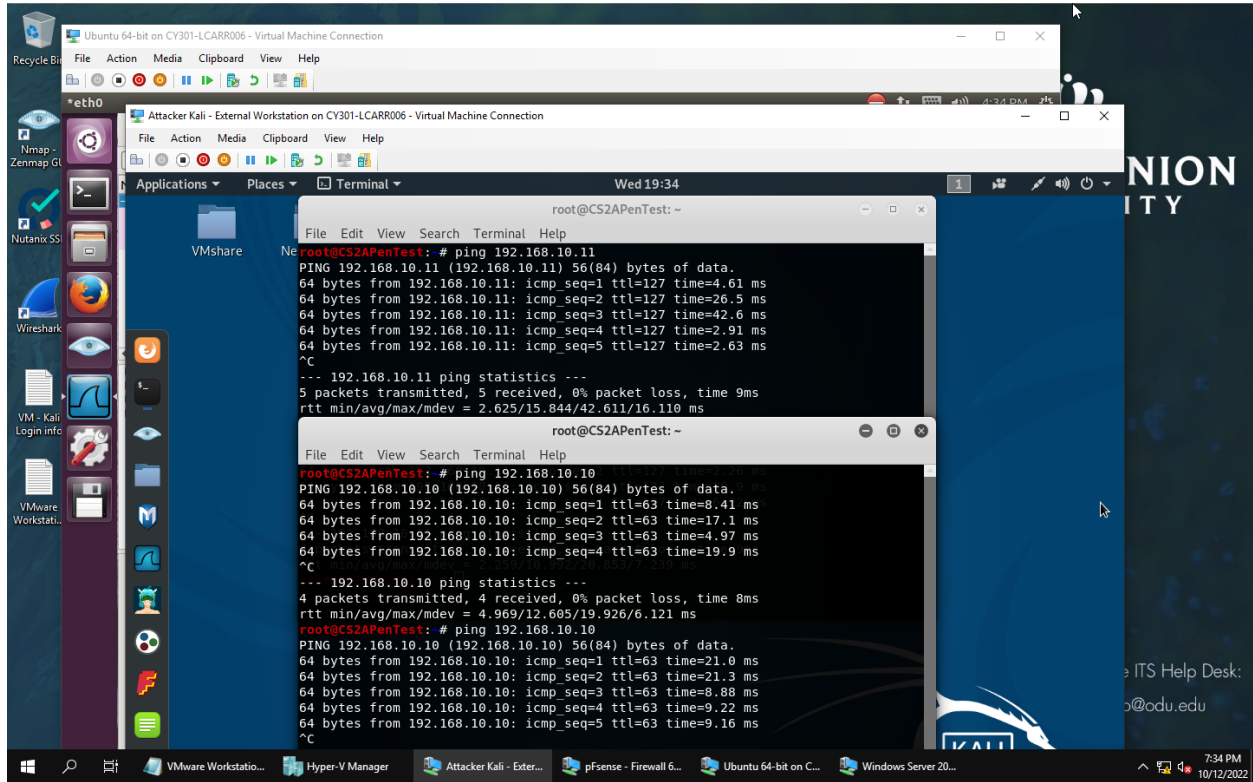 Recycle Bin
Nmap -
Zenmap GU
Nutanix SS
Wireshark
VM - Kali
Login info
VMware
Workstati..
Ubuntu 64-bit on CY301-LCARR006 - Virtual Machine Connection
File Action Media Clipboard View Help
*eth0
4:34 PM
Attacker Kali - External Workstation on CY301-LCARR006 - Virtual Machine Connection
File Action Media Clipboard View Help
Applications Places Terminal Wed 19:34 1
VMshare
Ne
root@CS2APenTest: ~
File Edit View Search Terminal Help
root@CS2APenTest:~# ping 192.168.10.11
PING 192.168.10.11 (192.168.10.11) 56(84) bytes of data.
64 bytes from 192.168.10.11: icmp_seq=1 ttl=127 time=4.61 ms
64 bytes from 192.168.10.11: icmp_seq=2 ttl=127 time=26.5 ms
64 bytes from 192.168.10.11: icmp_seq=3 ttl=127 time=42.6 ms
64 bytes from 192.168.10.11: icmp_seq=4 ttl=127 time=2.91 ms
64 bytes from 192.168.10.11: icmp_seq=5 ttl=127 time=2.63 ms
^C
--- 192.168.10.11 ping statistics ---
5 packets transmitted, 5 received, 0% packet loss, time 9ms
rtt min/avg/max/mdev = 2.625/15.844/42.611/16.110 ms
root@CS2APenTest: ~
File Edit View Search Terminal Help
root@CS2APenTest:~# ping 192.168.10.10
PING 192.168.10.10 (192.168.10.10) 56(84) bytes of data.
64 bytes from 192.168.10.10: icmp_seq=1 ttl=63 time=8.41 ms
64 bytes from 192.168.10.10: icmp_seq=2 ttl=63 time=17.1 ms
64 bytes from 192.168.10.10: icmp_seq=3 ttl=63 time=4.97 ms
64 bytes from 192.168.10.10: icmp_seq=4 ttl=63 time=19.9 ms
^C
--- 192.168.10.10 ping statistics ---
4 packets transmitted, 4 received, 0% packet loss, time 8ms
rtt min/avg/max/mdev = 4.969/12.605/19.926/6.121 ms
root@CS2APenTest:~# ping 192.168.10.10
PING 192.168.10.10 (192.168.10.10) 56(84) bytes of data.
64 bytes from 192.168.10.10: icmp_seq=1 ttl=63 time=21.0 ms
64 bytes from 192.168.10.10: icmp_seq=2 ttl=63 time=21.3 ms
64 bytes from 192.168.10.10: icmp_seq=3 ttl=63 time=8.88 ms
64 bytes from 192.168.10.10: icmp_seq=4 ttl=63 time=9.22 ms
64 bytes from 192.168.10.10: icmp_seq=5 ttl=63 time=9.16 ms
^C
KALI
NION
ITY
e ITS Help Desk:
p@odu.edu
VMware Workstatio...
Hyper-V Manager
Attacker Kali - Exter...
pfSense - Firewall 6...
Ubuntu 64-bit on C...
Windows Server 20...
7:34 PM
10/12/2022